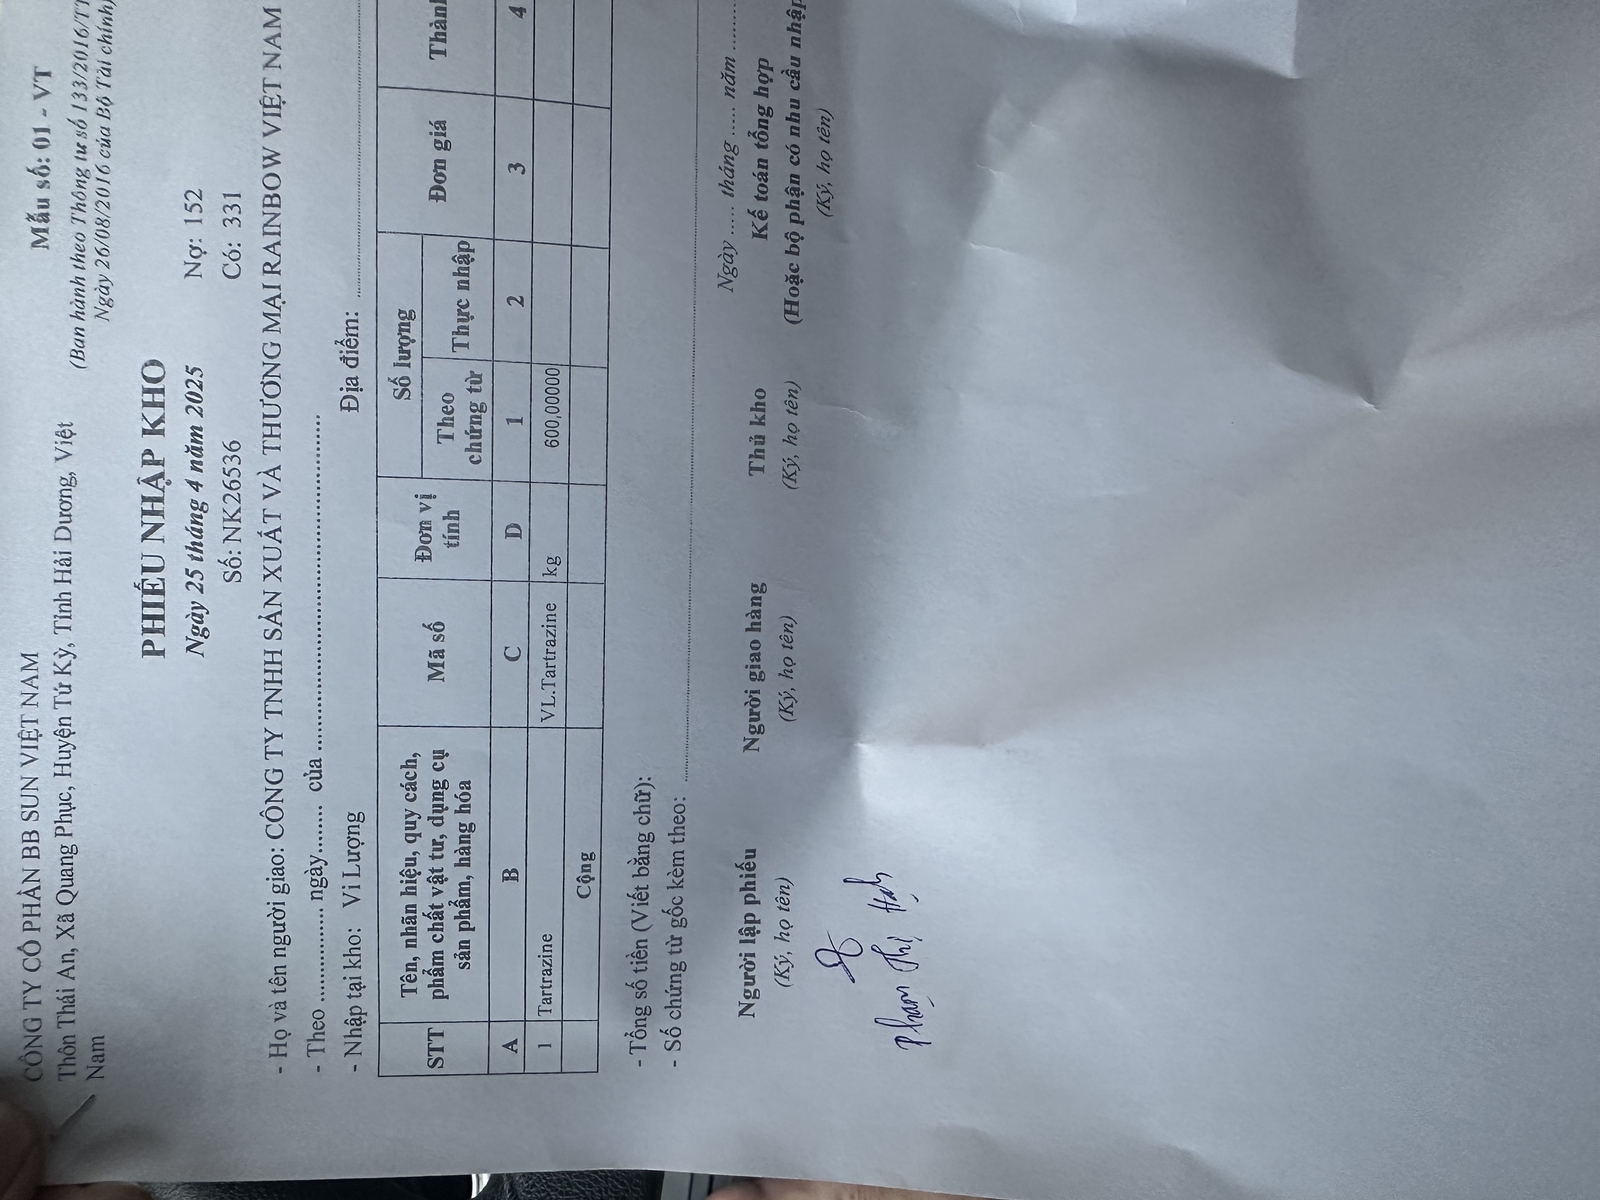 CÔNG TY CỔ PHẦN BB SUN VIỆT NAM
Thôn Thái An, Xã Quang Phục, Huyện Tứ Kỳ, Tỉnh Hải Dương, Việt
Nam
Mẫu số: 01 - VT
(Ban hành theo Thông tư số 133/2016/TT
Ngày 26/08/2016 của Bộ Tài chính)
PHIẾU NHẬP KHO
Ngày 25 tháng 4 năm 2025
Nợ: 152
Số: NK26536
Có: 331
- Họ và tên người giao: CÔNG TY TNHH SẢN XUẤT VÀ THƯƠNG MẠI RAINBOW VIỆT NAM
- Theo ............... ngày........ của ..........................................................
- Nhập tại kho: Vi Lượng Địa điểm: ..........................................................
STT Tên, nhãn hiệu, quy cách, phẩm chất vật tư, dụng cụ sản phẩm, hàng hóa Mã số Đơn vị tính Số lượng Đơn giá Thành
Theo chứng từ Thực nhập
A B C D 1 2 3 4
1 Tartrazine VL.Tartrazine kg 600,00000
Cộng
- Tổng số tiền (Viết bằng chữ):
- Số chứng từ gốc kèm theo: ..........................................................
Ngày ..... tháng ..... năm ........
Người lập phiếu Người giao hàng Thủ kho Kế toán tổng hợp
(Hoặc bộ phận có nhu cầu nhập
(Ký, họ tên) (Ký, họ tên) (Ký, họ tên) (Ký, họ tên)
Phạm Thị Hạnh